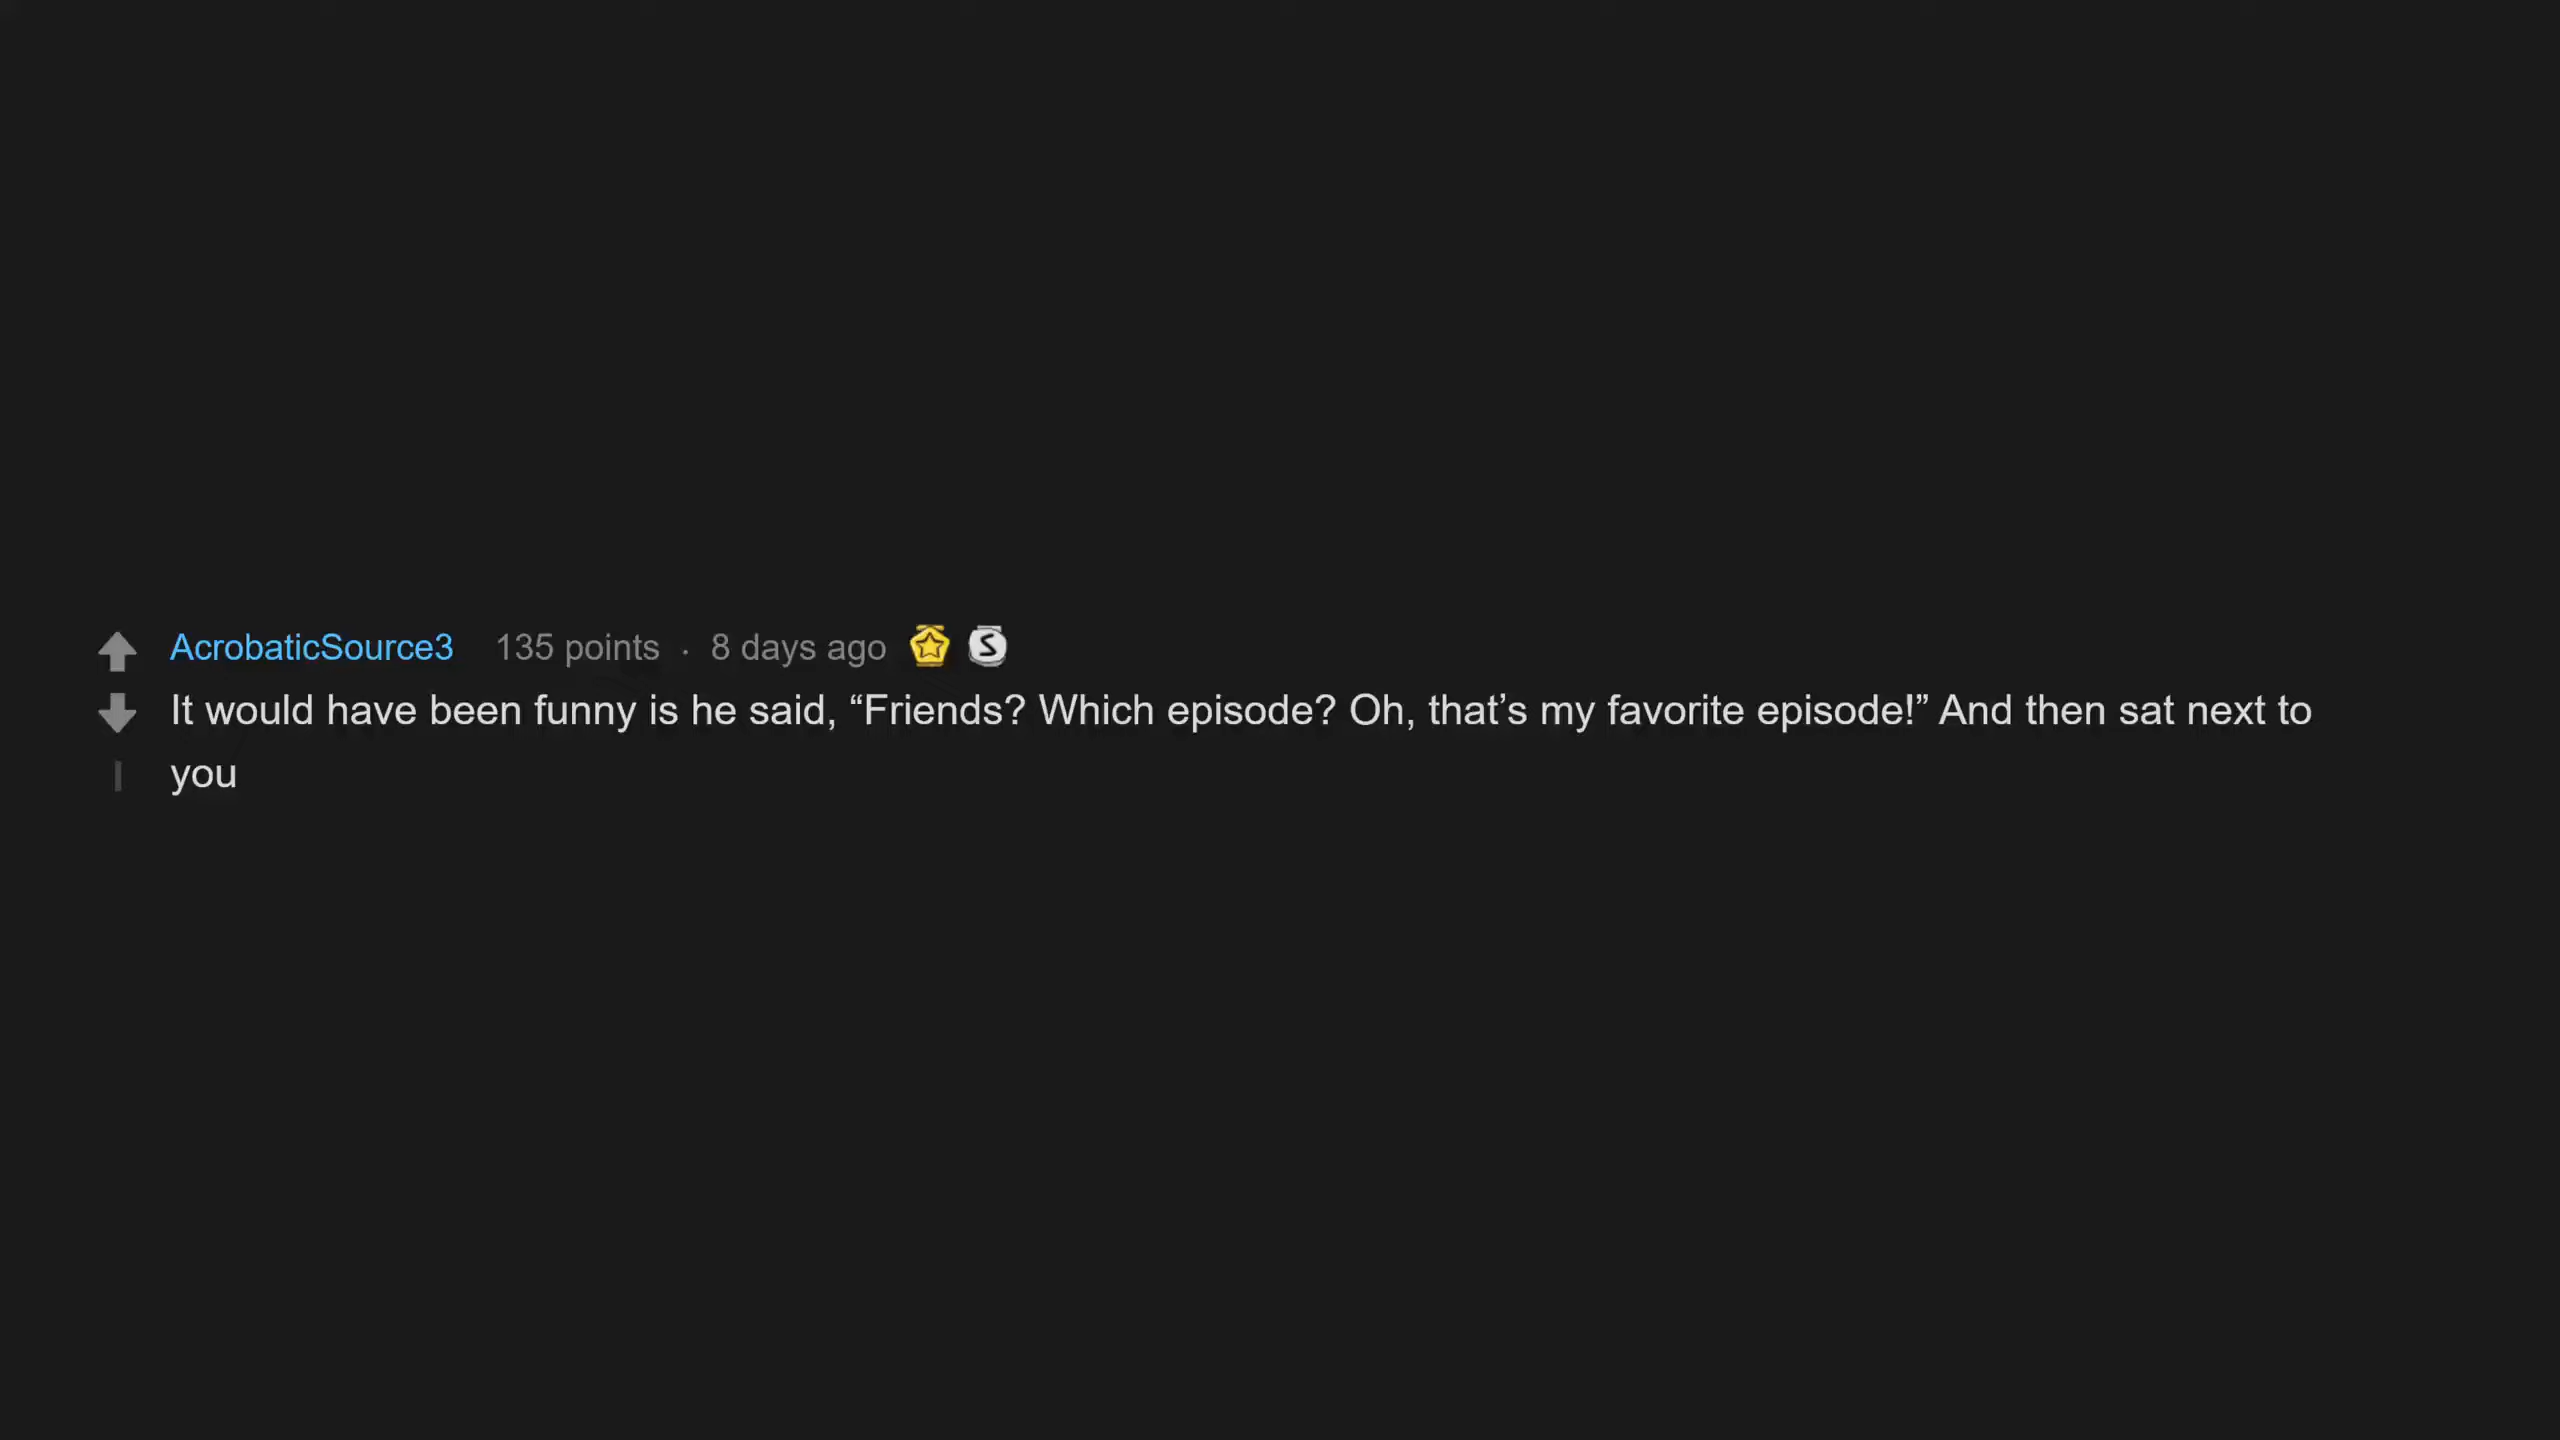 AcrobaticSource3 135 points · 8 days ago S
It would have been funny is he said, “Friends? Which episode? Oh, that’s my favorite episode!” And then sat next to
you